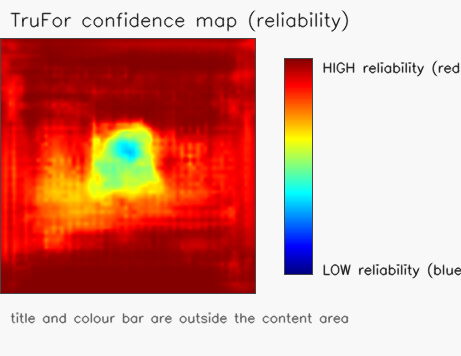 TruFor confidence map (reliability)
HIGH reliability (red
LOW reliability (blue
title and colour bar are outside the content area